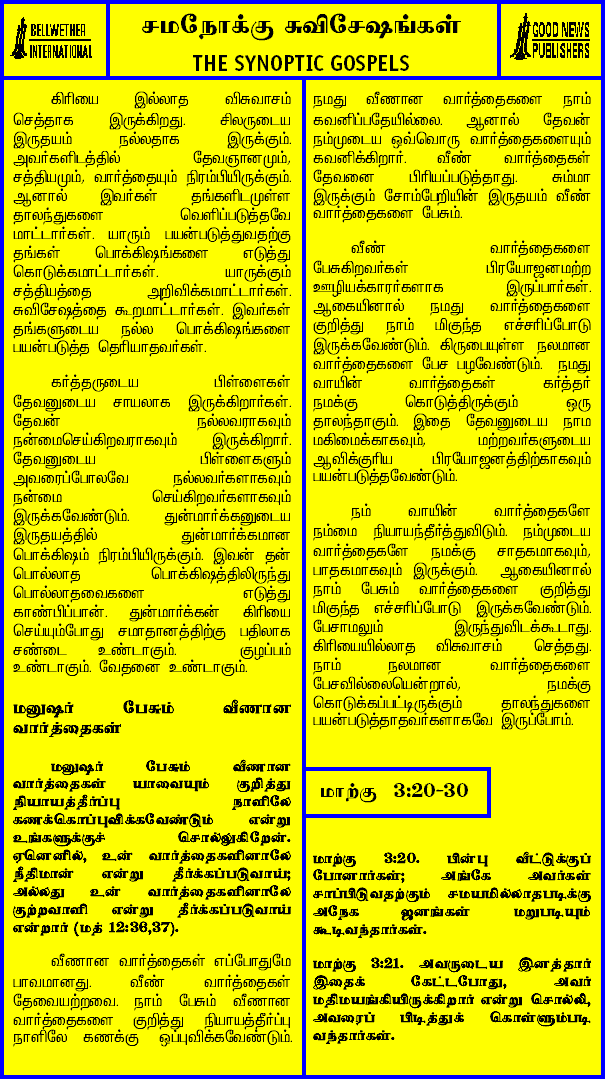 BELLWETHER
INTERNATIONAL
சமநோக்கு சுவிசேஷங்கள்
THE SYNOPTIC GOSPELS
GOOD NEWS
PUBLISHERS
கிரியை இல்லாத விசுவாசம்
செத்தாக இருக்கிறது. சிலருடைய
இருதயம் நல்லதாக இருக்கும்.
அவர்களிடத்தில் தேவஞானமும்,
சத்தியமும், வார்த்தையும் நிரம்பியிருக்கும்.
ஆனால் இவர்கள் தங்களிடமுள்ள
தாலந்துகளை வெளிப்படுத்தவே
மாட்டார்கள். யாரும் பயன்படுத்துவதற்கு
தங்கள் பொக்கிஷங்களை எடுத்து
கொடுக்கமாட்டார்கள். யாருக்கும்
சத்தியத்தை அறிவிக்கமாட்டார்கள்.
சுவிசேஷத்தை கூறமாட்டார்கள். இவர்கள்
தங்களுடைய நல்ல பொக்கிஷங்களை
பயன்படுத்த தெரியாதவர்கள்.
கர்த்தருடைய பிள்ளைகள்
தேவனுடைய சாயலாக இருக்கிறார்கள்.
தேவன் நல்லவராகவும்
நன்மைசெய்கிறவராகவும் இருக்கிறார்.
தேவனுடைய பிள்ளைகளும்
அவரைப்போலவே நல்லவர்களாகவும்
நன்மை செய்கிறவர்களாகவும்
இருக்கவேண்டும். துன்மார்க்கனுடைய
இருதயத்தில் துன்மார்க்கமான
பொக்கிஷம் நிரம்பியிருக்கும். இவன் தன்
பொல்லாத பொக்கிஷத்திலிருந்து
பொல்லாதவைகளை எடுத்து
காண்பிப்பான். துன்மார்க்கன் கிரியை
செய்யும்போது சமாதானத்திற்கு பதிலாக
சண்டை உண்டாகும். குழப்பம்
உண்டாகும். வேதனை உண்டாகும்.
மனுஷர் பேசும் வீணான
வார்த்தைகள்
மனுஷர் பேசும் வீணான
வார்த்தைகள் யாவையும் குறித்து
நியாயத்தீர்ப்பு நாளிலே
கணக்கொப்புவிக்கவேண்டும் என்று
உங்களுக்குச் சொல்லுகிறேன்.
ஏனெனில், உன் வார்த்தைகளினாலே
நீதிமான் என்று தீர்க்கப்படுவாய்;
அல்லது உன் வார்த்தைகளினாலே
குற்றவாளி என்று தீர்க்கப்படுவாய்
என்றார் (மத் 12:36,37).
வீணான வார்த்தைகள் எப்போதுமே
பாவமானது. வீண் வார்த்தைகள்
தேவையற்றவை. நாம் பேசும் வீணான
வார்த்தைகளை குறித்து நியாயத்தீர்ப்பு
நாளிலே கணக்கு ஒப்புவிக்கவேண்டும்.
நமது வீணான வார்த்தைகளை நாம்
கவனிப்பதேயில்லை. ஆனால் தேவன்
நம்முடைய ஒவ்வொரு வார்த்தைகளையும்
கவனிக்கிறார். வீண் வார்த்தைகள்
தேவனை பிரியப்படுத்தாது. சும்மா
இருக்கும் சோம்பேறியின் இருதயம் வீண்
வார்த்தைகளை பேசும்.
வீண் வார்த்தைகளை
பேசுகிறவர்கள் பிரயோஜனமற்ற
ஊழியக்காரர்களாக இருப்பார்கள்.
ஆகையினால் நமது வார்த்தைகளை
குறித்து நாம் மிகுந்த எச்சரிப்போடு
இருக்கவேண்டும். கிருபையுள்ள நலமான
வார்த்தைகளை பேச பழவேண்டும். நமது
வாயின் வார்த்தைகள் கர்த்தர்
நமக்கு கொடுத்திருக்கும் ஒரு
தாலந்தாகும். இதை தேவனுடைய நாம
மகிமைக்காகவும், மற்றவர்களுடைய
ஆவிக்குரிய பிரயோஜனத்திற்காகவும்
பயன்படுத்தவேண்டும்.
நம் வாயின் வார்த்தைகளே
நம்மை நியாயந்தீர்த்துவிடும். நம்முடைய
வார்த்தைகளே நமக்கு சாதகமாகவும்,
பாதகமாகவும் இருக்கும். ஆகையினால்
நாம் பேசும் வார்த்தைகளை குறித்து
மிகுந்த எச்சரிப்போடு இருக்கவேண்டும்.
பேசாமலும் இருந்துவிடக்கூடாது.
கிரியையில்லாத விசுவாசம் செத்தது.
நாம் நலமான வார்த்தைகளை
பேசவில்லையென்றால், நமக்கு
கொடுக்கப்பட்டிருக்கும் தாலந்துகளை
பயன்படுத்தாதவர்களாகவே இருப்போம்.
மாற்கு 3:20-30
மாற்கு 3:20. பின்பு வீட்டுக்குப்
போனார்கள்; அங்கே அவர்கள்
சாப்பிடுவதற்கும் சமயமில்லாதபடிக்கு
அநேக ஜனங்கள் மறுபடியும்
கூடிவந்தார்கள்.
மாற்கு 3:21. அவருடைய இனத்தார்
இதைக் கேட்டபோது, அவர்
மதிமயங்கியிருக்கிறார் என்று சொல்லி,
அவரைப் பிடித்துக் கொள்ளும்படி
வந்தார்கள்.